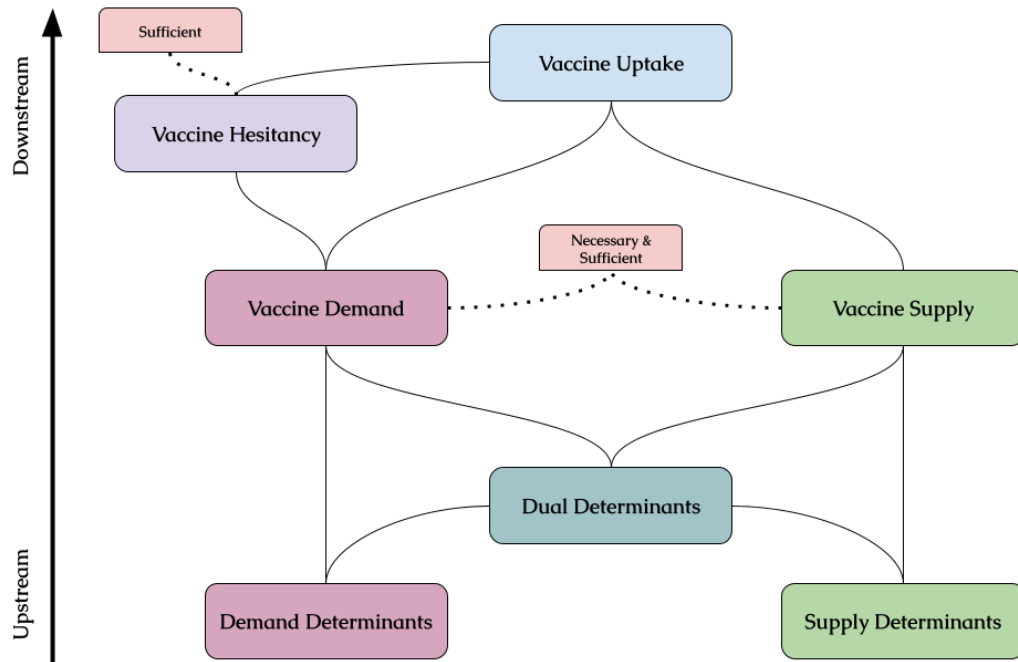 Sufficient
Vaccine Uptake
Downstream
Vaccine Hesitancy
Necessary &
Sufficient
Vaccine Demand
Vaccine Supply
Dual Determinants
Upstream
Demand Determinants
Supply Determinants